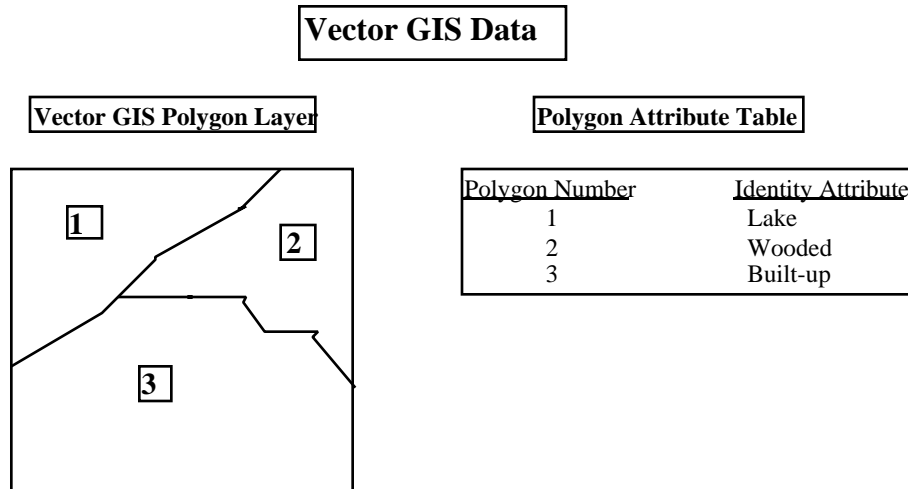 Vector GIS Data
Vector GIS Polygon Layer
Polygon Attribute Table
1
2
3
Polygon Number Identity Attribute
1 Lake
2 Wooded
3 Built-up